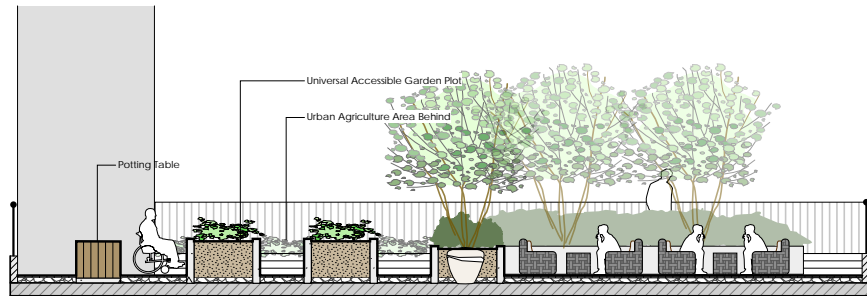 Universal Accessible Garden Plot
Urban Agriculture Area Behind
Potting Table